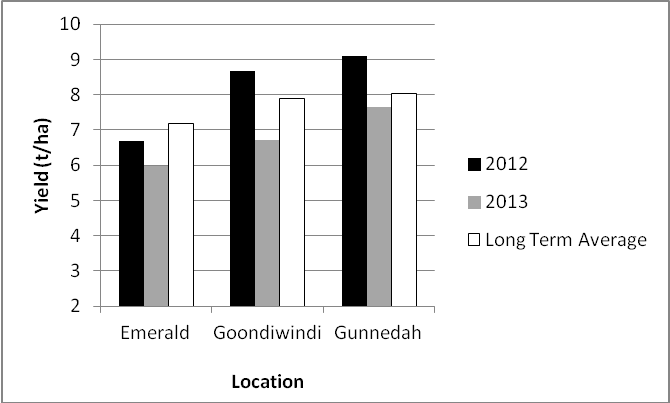 10
9
8
7
6
5
4
3
2
Yield (t/ha)
Emerald Goondiwindi Gunnedah
Location
2012
2013
Long Term Average